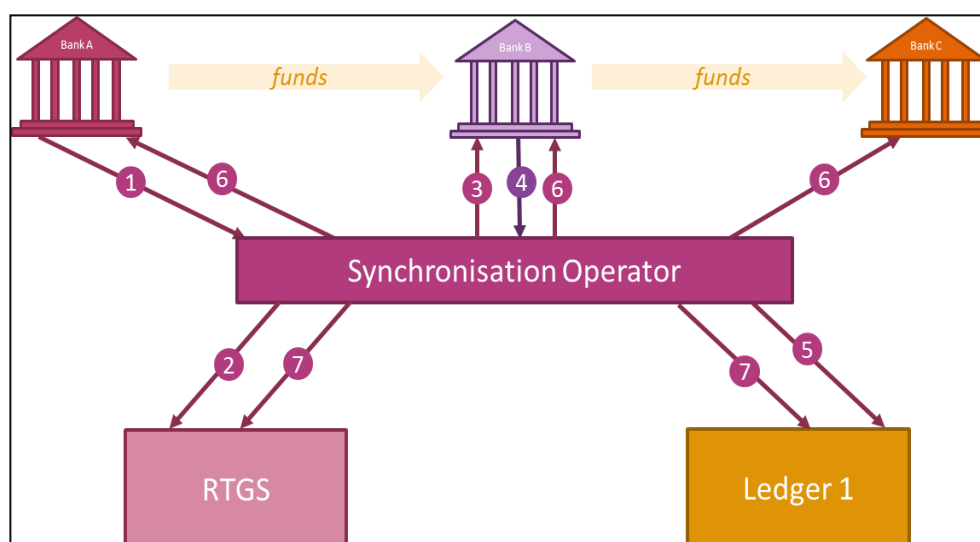 Bank A
Bank B
Bank C
funds
funds
1
6
3
4
6
6
Synchronisation Operator
2
7
7
5
RTGS
Ledger 1